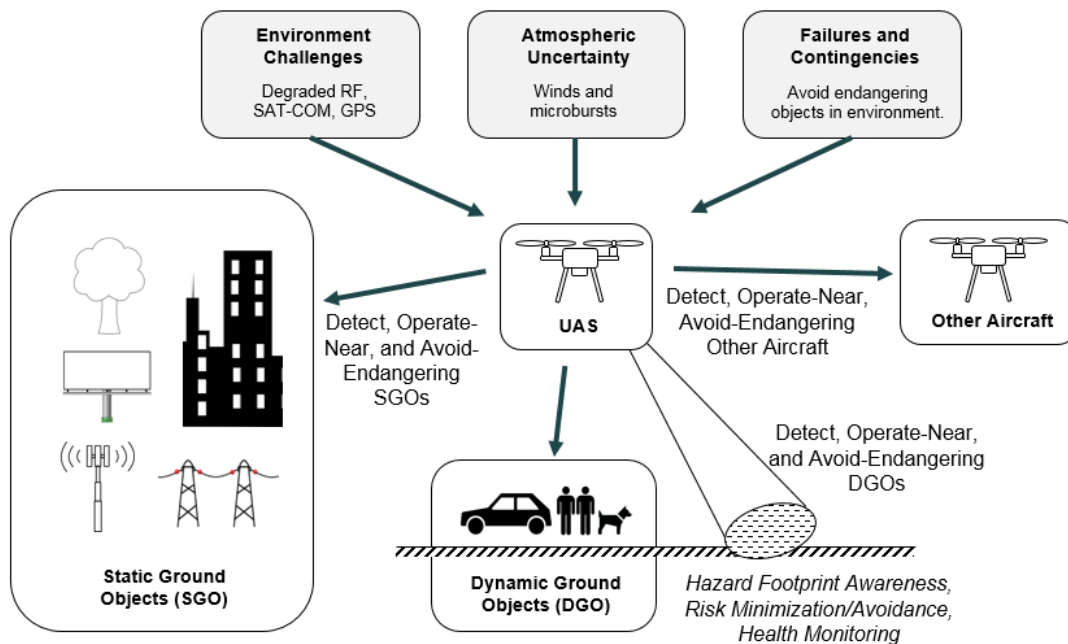 Environment
Challenges
Degraded RF,
SAT-COM, GPS
Atmospheric
Uncertainty
Winds and
microbursts
Failures and
Contingencies
Avoid endangering
objects in environment.
UAS
Other Aircraft
Detect, Operate-
Near, and Avoid-
Endangering
SGOs
Detect, Operate-Near,
Avoid-Endangering
Other Aircraft
Detect, Operate-Near,
and Avoid-Endangering
DGOs
Static Ground
Objects (SGO)
Dynamic Ground
Objects (DGO)
Hazard Footprint Awareness,
Risk Minimization/Avoidance,
Health Monitoring